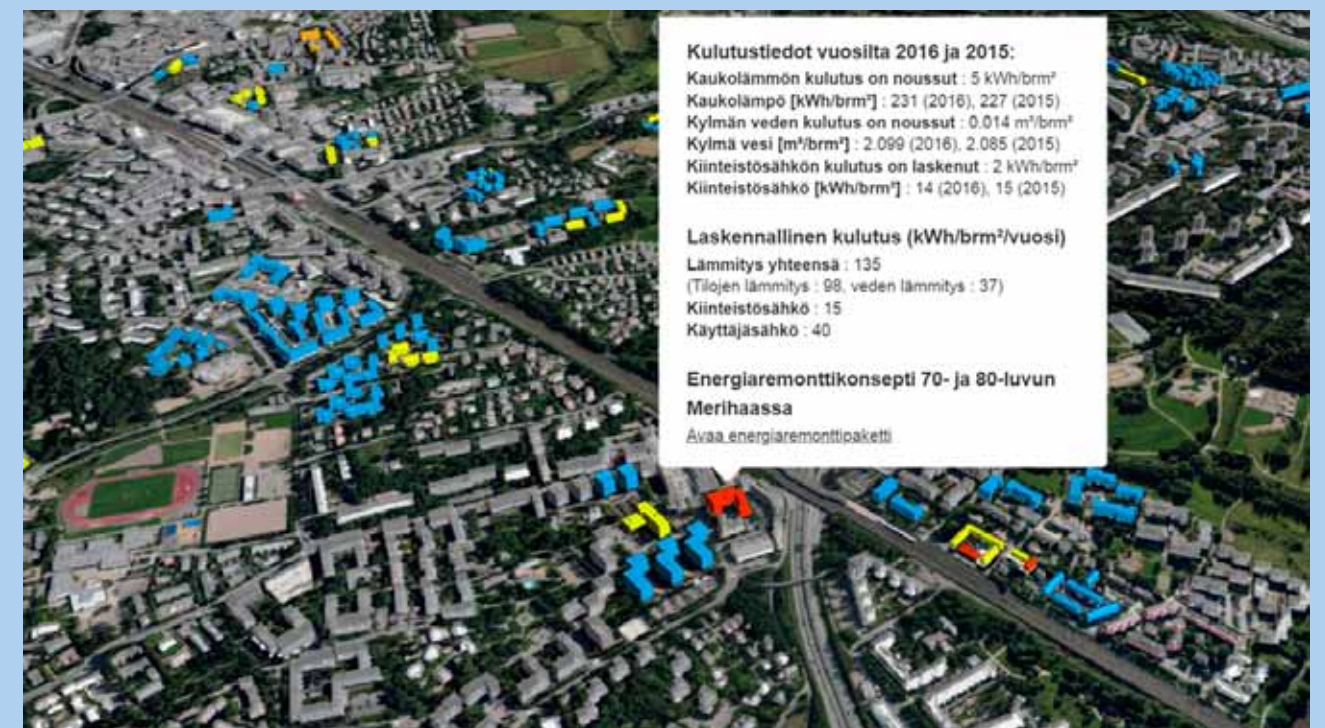 Kulutustiedot vuosilta 2016 ja 2015:
Kaukolämmön kulutus on noussut : 5 kWh/brm²
Kaukolämpö [kWh/brm²] : 231 (2016), 227 (2015)
Kylmän veden kulutus on noussut : 0.014 m³/brm²
Kylmä vesi [m³/brm²] : 2.099 (2016), 2.085 (2015)
Kiinteistösähkön kulutus on laskenut : 2 kWh/brm²
Kiinteistösähkö [kWh/brm²] : 14 (2016), 15 (2015)
Laskennallinen kulutus (kWh/brm²/vuosi)
Lämmitys yhteensä : 135
(Tilojen lämmitys : 98, veden lämmitys : 37)
Kiinteistösähkö : 15
Käyttäjäsähkö : 40
Energiaremonttikonsepti 70- ja 80-luvun
Merihaassa
Avaa energiaremonttipaketti